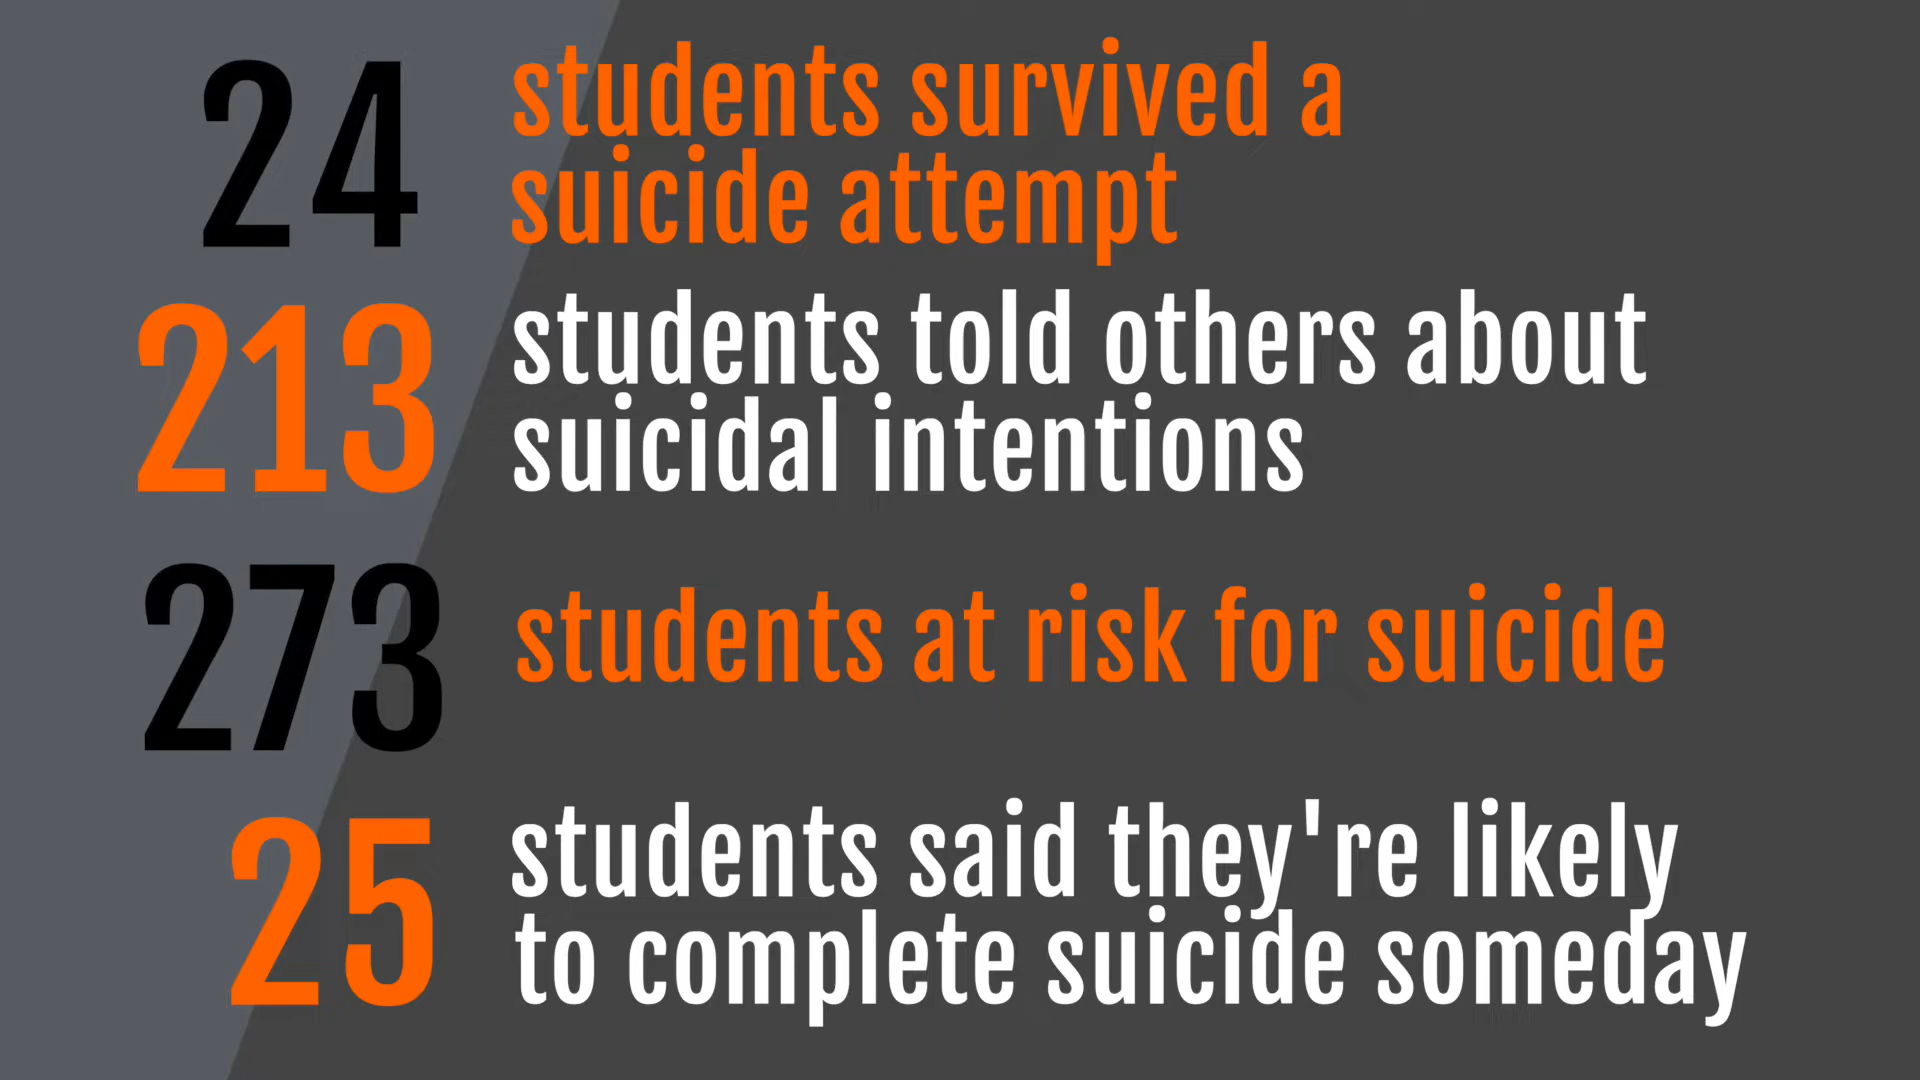 24 students survived a
suicide attempt
213 students told others about
suicidal intentions
273 students at risk for suicide
25 students said they're likely
to complete suicide someday